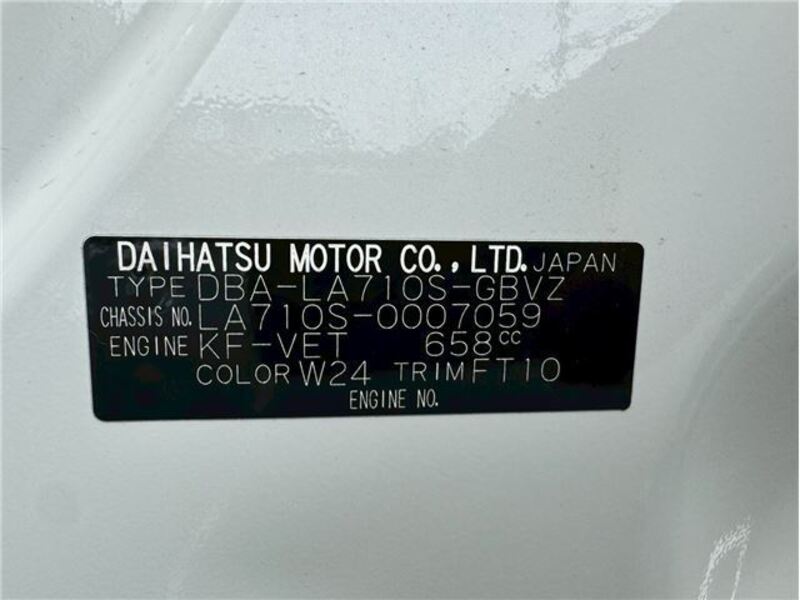 DAIHATSU MOTOR CO., LTD. JAPAN
TYPE DBA-LA710S-GBVZ
CHASSIS NO. LA710S-0007059
ENGINE KF-VET 658cc
COLOR W24 TRIM FT10
ENGINE NO.